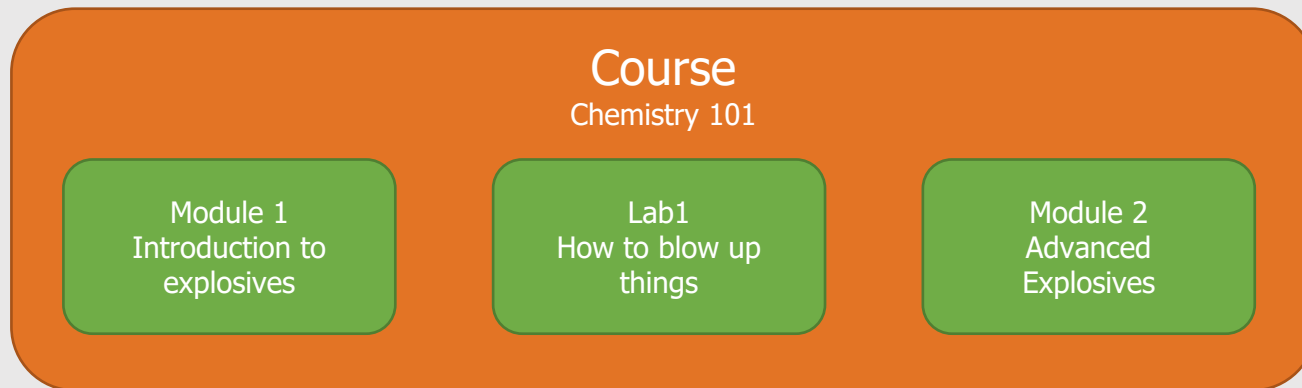 Course
Chemistry 101
Module 1
Introduction to
explosives
Lab1
How to blow up
things
Module 2
Advanced
Explosives